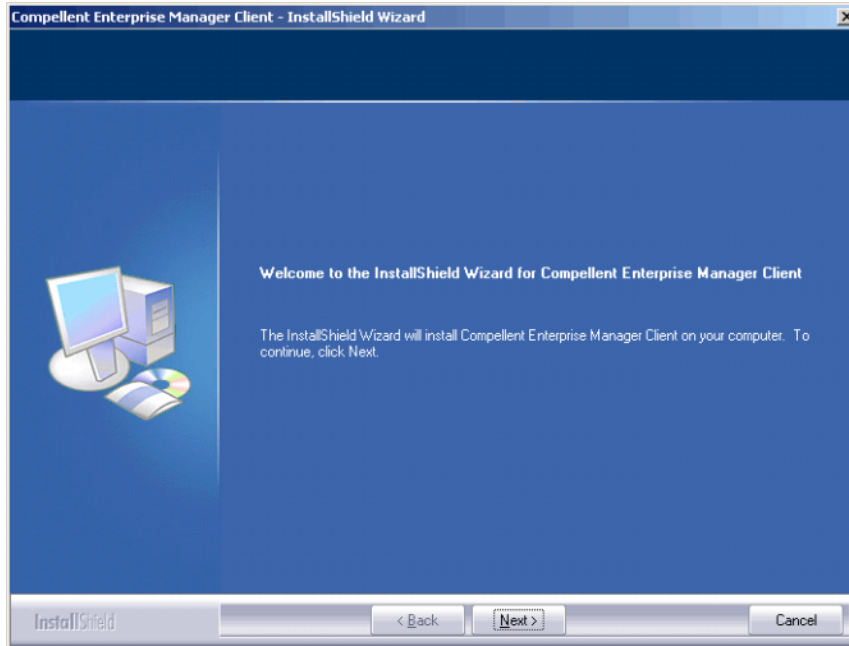 Compellent Enterprise Manager Client - InstallShield Wizard
Welcome to the InstallShield Wizard for Compellent Enterprise Manager Client
The InstallShield Wizard will install Compellent Enterprise Manager Client on your computer. To
continue, click Next.
InstallShield
< Back
Next >
Cancel